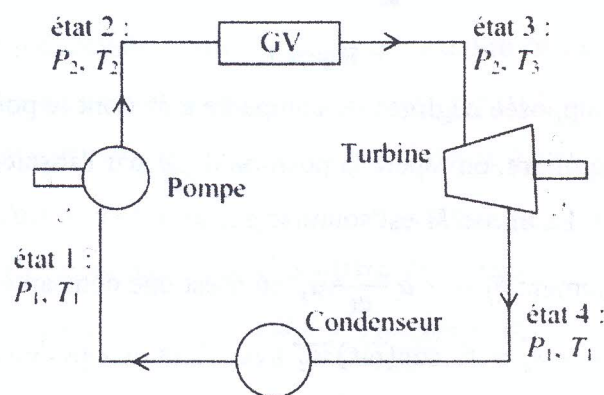 état 2 :
P₂, T₂
GV
état 3 :
P₂, T₃
Turbine
Pompe
état 1 :
P₁, T₁
Condenseur
état 4 :
P₁, T₁